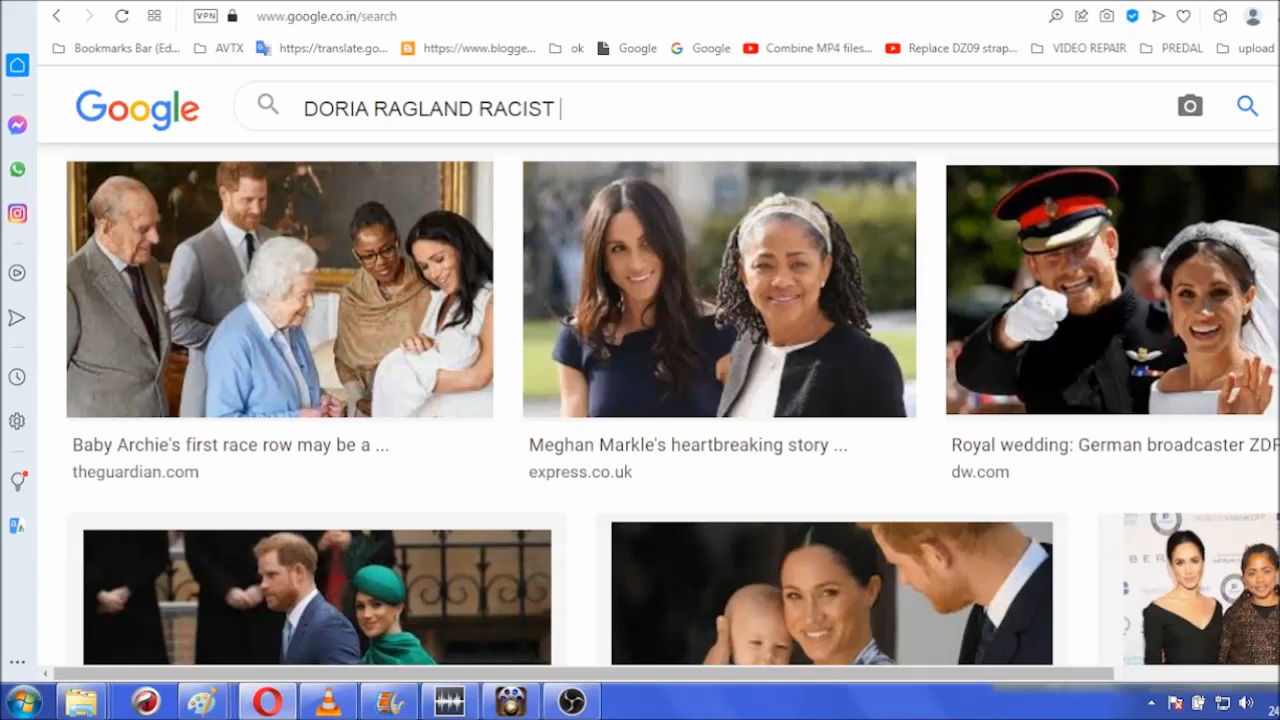 VPN www.google.co.in/search
Bookmarks Bar (Ed... AVTX https://translate.go... https://www.blogge... ok Google Google Combine MP4 files... Replace DZ09 strap... VIDEO REPAIR PREDAL upload
Google DORIA RAGLAND RACIST
Baby Archie's first race row may be a ... Meghan Markle's heartbreaking story ... Royal wedding: German broadcaster ZDF
theguardian.com express.co.uk dw.com